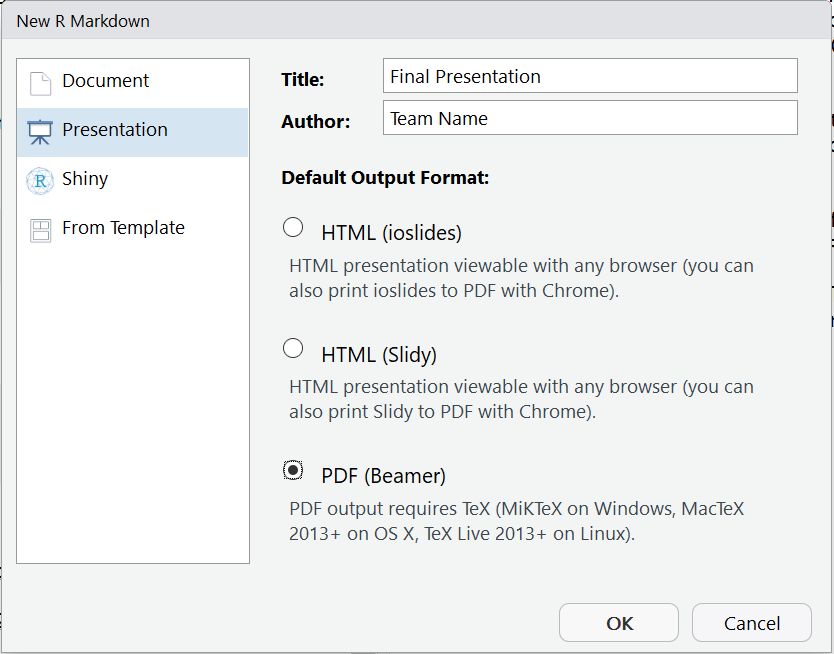 New R Markdown
Document
Presentation
R
Shiny
From Template
Title:
Final Presentation
Author:
Team Name
Default Output Format:
HTML (ioslides)
HTML presentation viewable with any browser (you can
also print ioslides to PDF with Chrome).
HTML (Slidy)
HTML presentation viewable with any browser (you can
also print Slidy to PDF with Chrome).
PDF (Beamer)
PDF output requires TeX (MiKTeX on Windows, MacTeX
2013+ on OS X, TeX Live 2013+ on Linux).
OK
Cancel